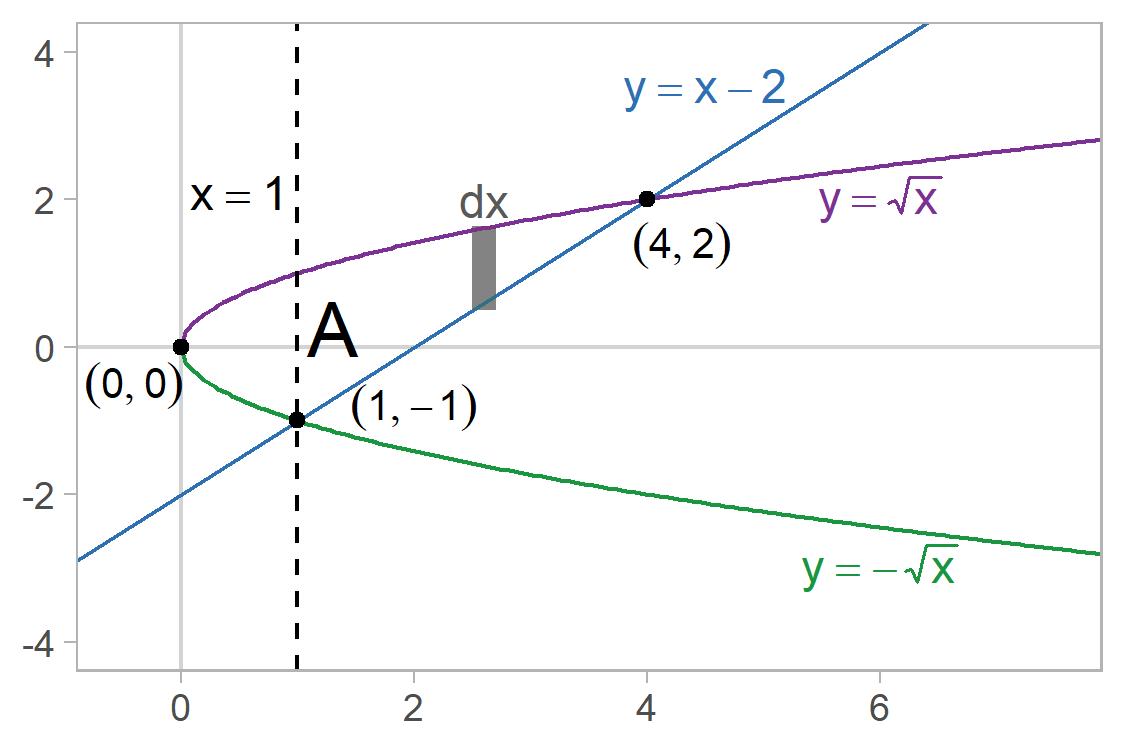 4
y = x − 2
x = 1
2
dx
y = √x
(4, 2)
A
0
(0, 0)
(1, −1)
-2
y = −√x
-4
0 2 4 6